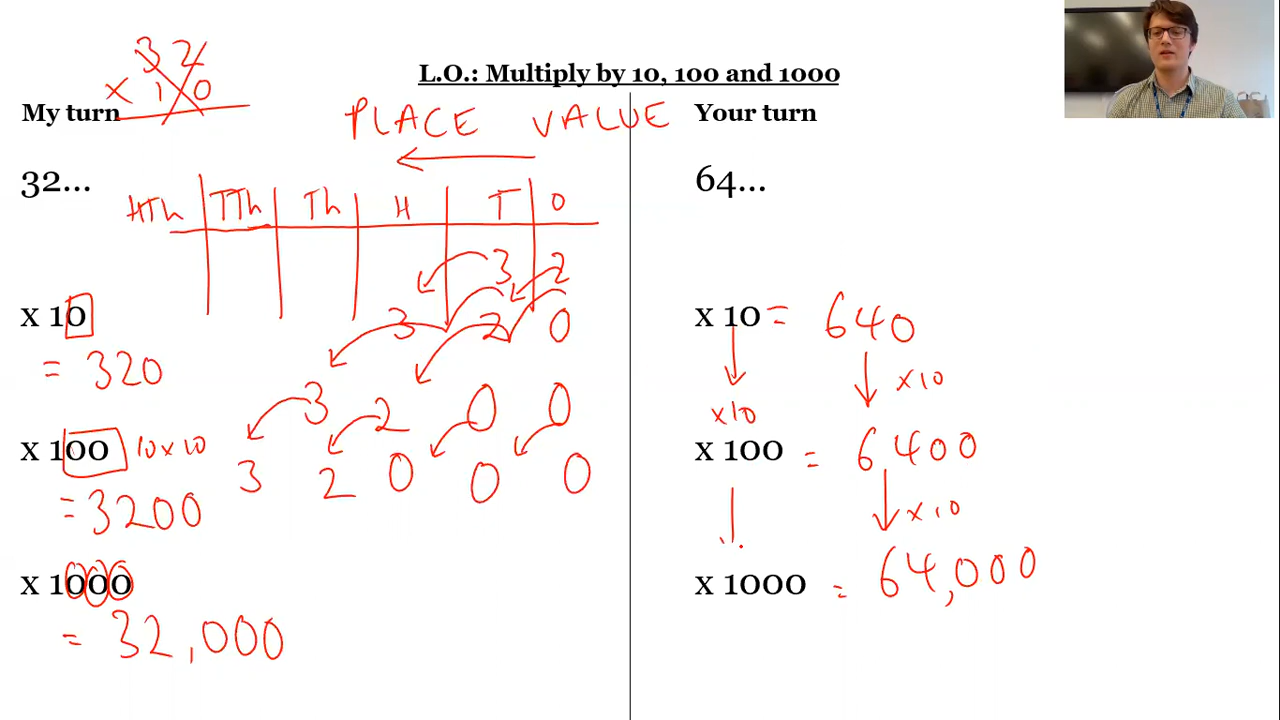 L.O.: Multiply by 10, 100 and 1000
My turn
32
x 10
PLACE VALUE
32...
HTh TTh Th H T O
3 2
x 10
3 2 0
= 320
3 2 0 0
x 100 10 x 10
3 2 0 0 0
= 3200
x 1000
= 32,000
Your turn
64...
x 10 = 640
x10
x10
x 100 = 6,400
x10
x 1000 = 64,000